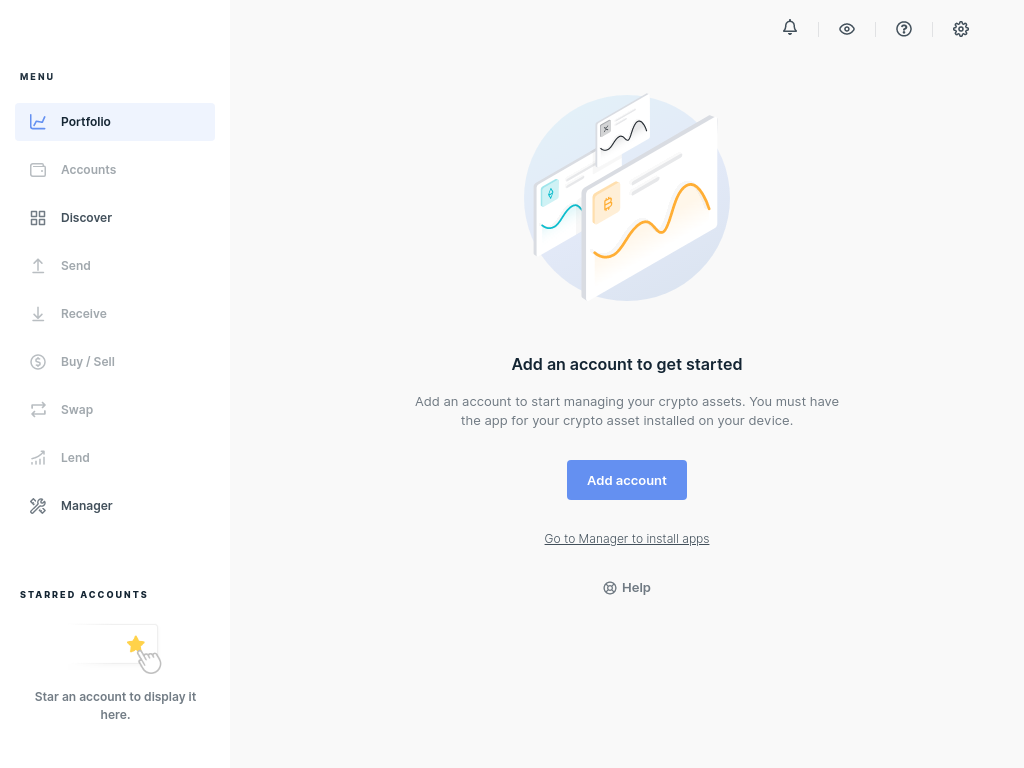 MENU
Portfolio
Accounts
Discover
Send
Receive
Buy / Sell
Swap
Lend
Manager
STARRED ACCOUNTS
Star an account to display it
here.
Add an account to get started
Add an account to start managing your crypto assets. You must have
the app for your crypto asset installed on your device.
Add account
Go to Manager to install apps
Help